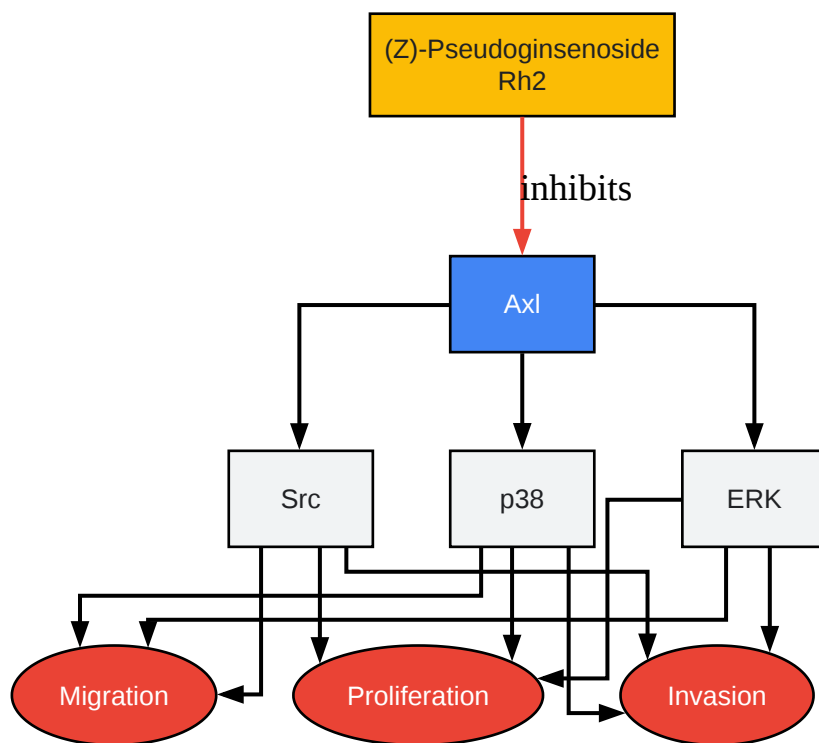 (Z)-Pseudoginsenoside
Rh2
inhibits
Axl
Src
p38
ERK
Migration
Proliferation
Invasion